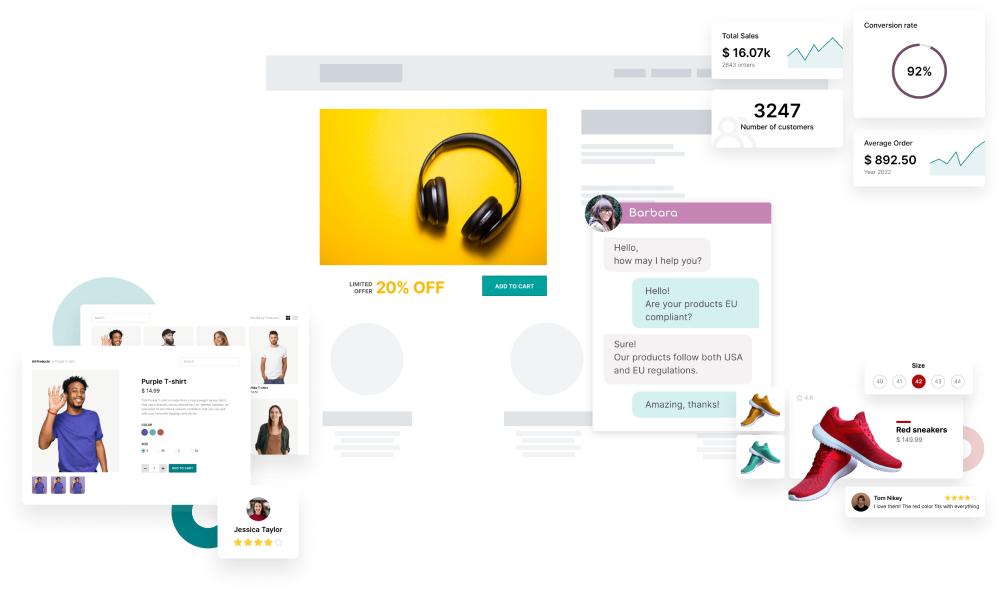 Total Sales
$ 16.07k
2843 orders
Conversion rate
92%
3247
Number of customers
Average Order
$ 892.50
Year 2022
Barbara
Hello,
how may I help you?
Hello!
Are your products EU
compliant?
Sure!
Our products follow both USA
and EU regulations.
Amazing, thanks!
LIMITED
OFFER
20% OFF
ADD TO CART
Search
All Products
Purple T-shirt
Search
Purple T-shirt
$ 14.99
COLOR
SIZE
S
M
L
XL
1
ADD TO CART
White T-shirt
Jessica Taylor
Size
40
41
42
43
44
4.6
Red sneakers
$ 149.99
Tom Nikey
I love them! The red color fits with everything